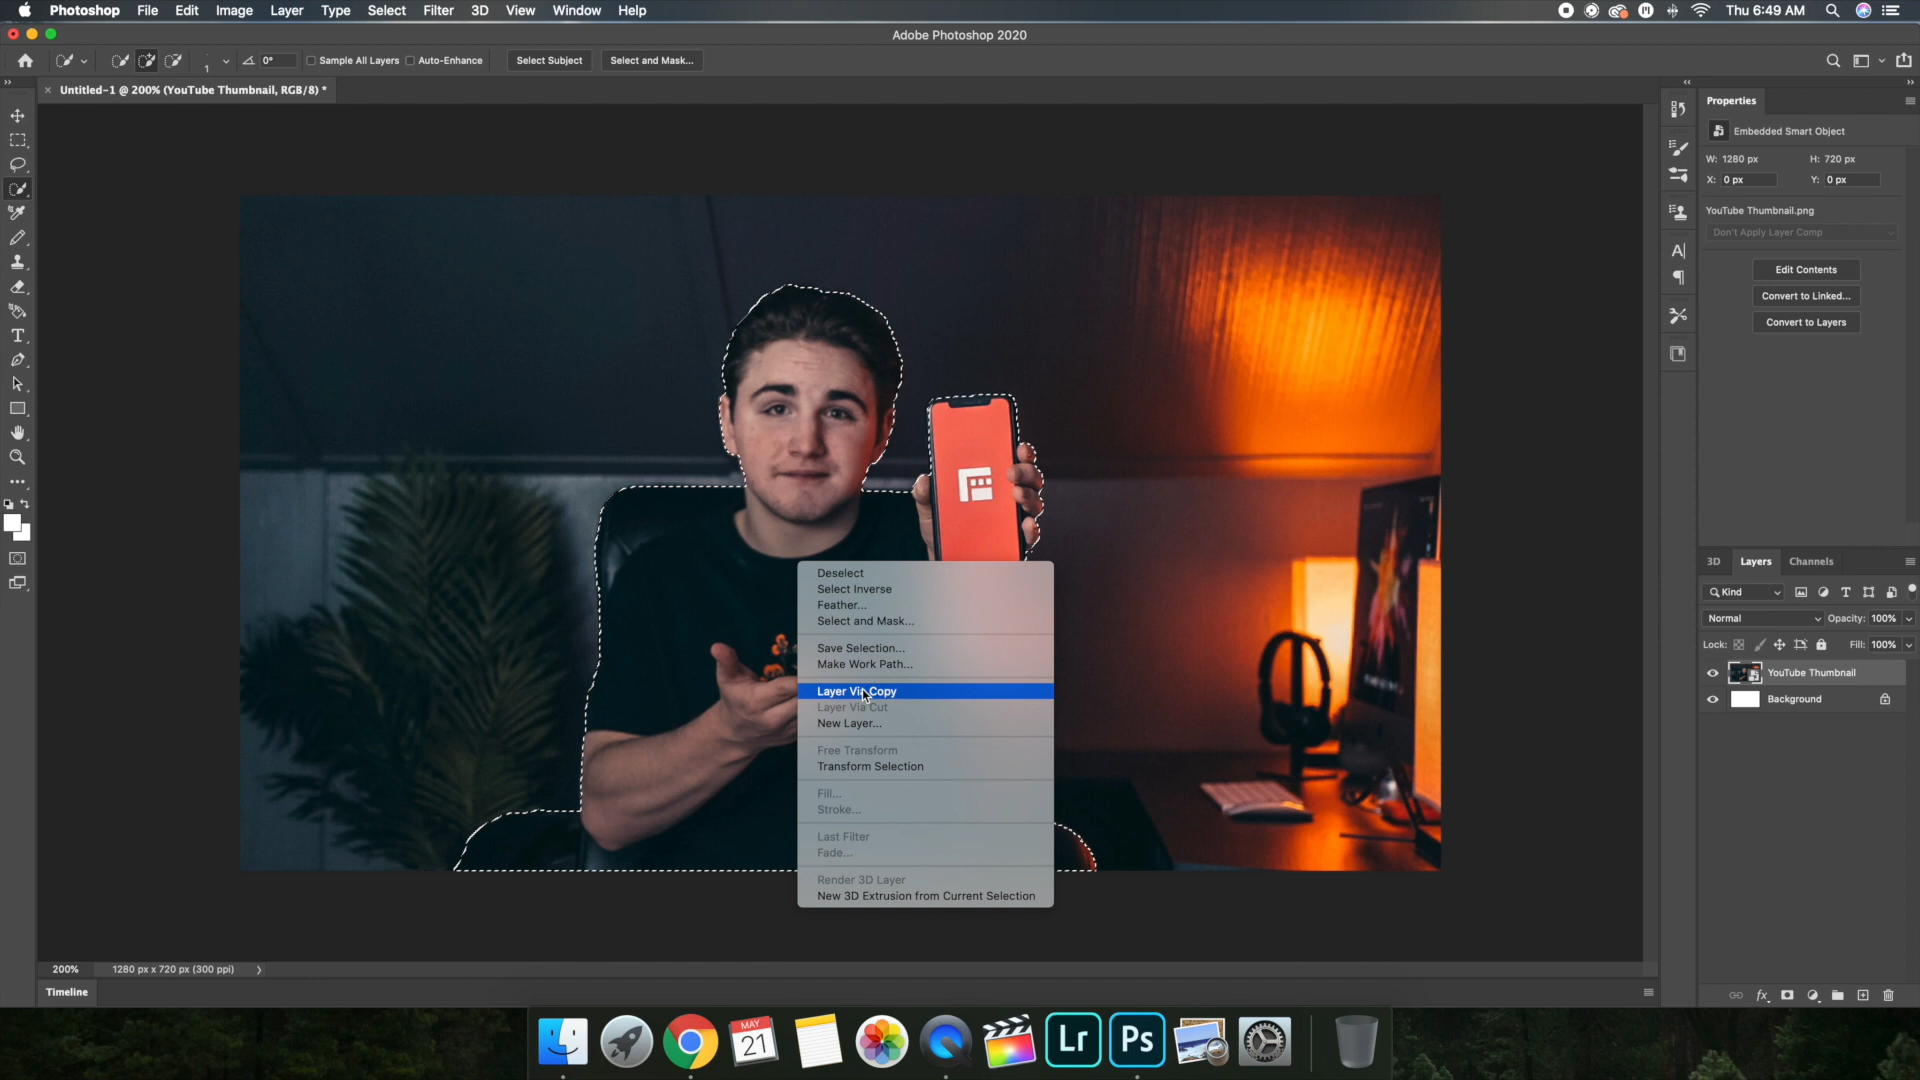 Photoshop File Edit Image Layer Type Select Filter 3D View Window Help Thu 6:49 AM
Adobe Photoshop 2020
1 0° Sample All Layers Auto-Enhance Select Subject Select and Mask...
Untitled-1 @ 200% (YouTube Thumbnail, RGB/8) *
Properties
Embedded Smart Object
W: 1280 px H: 720 px
X: 0 px Y: 0 px
YouTube Thumbnail.png
Don't Apply Layer Comp
Edit Contents
Convert to Linked...
Convert to Layers
Deselect
Select Inverse
Feather...
Select and Mask...
Save Selection...
Make Work Path...
Layer Via Copy
Layer Via Cut
New Layer...
Free Transform
Transform Selection
Fill...
Stroke...
Last Filter
Fade...
Render 3D Layer
New 3D Extrusion from Current Selection
3D Layers Channels
Kind
Normal Opacity: 100%
Lock: Fill: 100%
YouTube Thumbnail
Background
200% 1280 px x 720 px (300 ppi)
Timeline
MAY
21
Lr
Ps